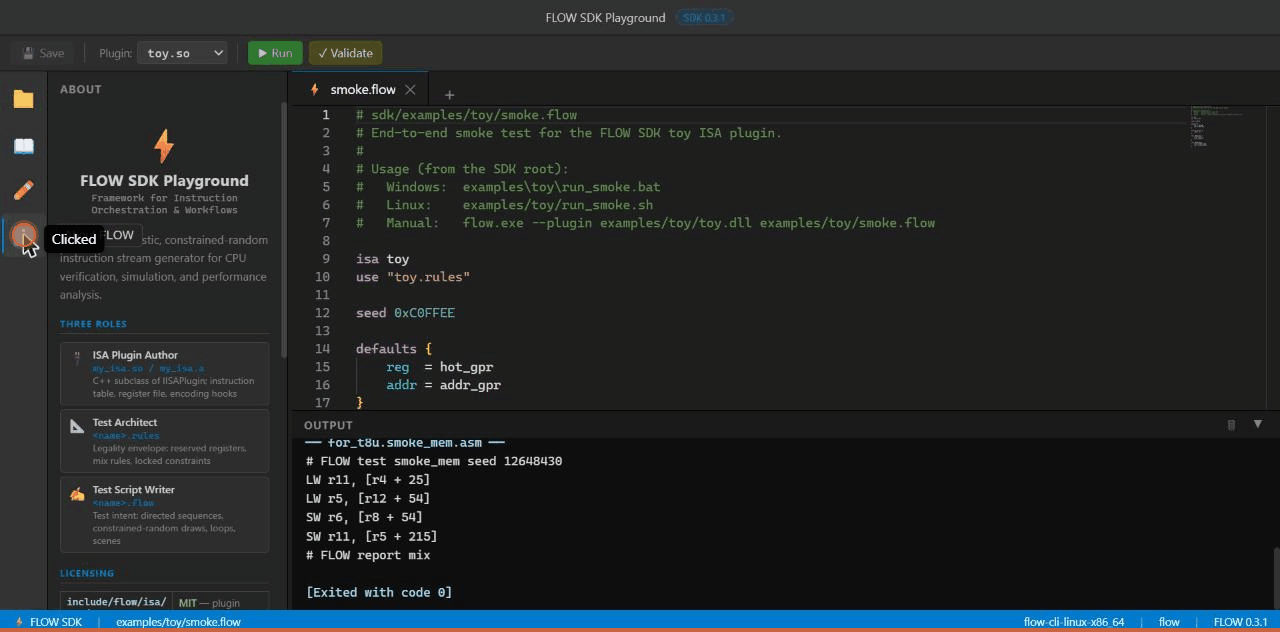 FLOW SDK Playground SDK 0.3.1
Save Plugin: toy.so Run ✓ Validate
ABOUT
FLOW SDK Playground
Framework for Instruction
Orchestration & Workflows
Clicked
FLOW
stic, constrained-random
instruction stream generator for CPU
verification, simulation, and performance
analysis.
THREE ROLES
ISA Plugin Author
my_isa.so / my_isa.a
C++ subclass of IISAPlugin: instruction
table, register file, encoding hooks
Test Architect
<name>.rules
Legality envelope: reserved registers,
mix rules, locked constraints
Test Script Writer
<name>.flow
Test intent: directed sequences,
constrained-random draws, loops,
scenes
LICENSING
include/flow/isa/ MIT — plugin
smoke.flow
1 # sdk/examples/toy/smoke.flow
2 # End-to-end smoke test for the FLOW SDK toy ISA plugin.
3 #
4 # Usage (from the SDK root):
5 #   Windows:  examples\toy\run_smoke.bat
6 #   Linux:    examples/toy/run_smoke.sh
7 #   Manual:   flow.exe --plugin examples/toy/toy.dll examples/toy/smoke.flow
8
9 isa toy
10 use "toy.rules"
11
12 seed 0xC0FFEE
13
14 defaults {
15     reg  = hot_gpr
16     addr = addr_gpr
17 }
OUTPUT
—— for_t8u.smoke_mem.asm ——
# FLOW test smoke_mem seed 12648430
LW r11, [r4 + 25]
LW r5, [r12 + 54]
SW r6, [r8 + 54]
SW r11, [r5 + 215]
# FLOW report mix
[Exited with code 0]
FLOW SDK | examples/toy/smoke.flow flow-cli-linux-x86_64 | flow | FLOW 0.3.1